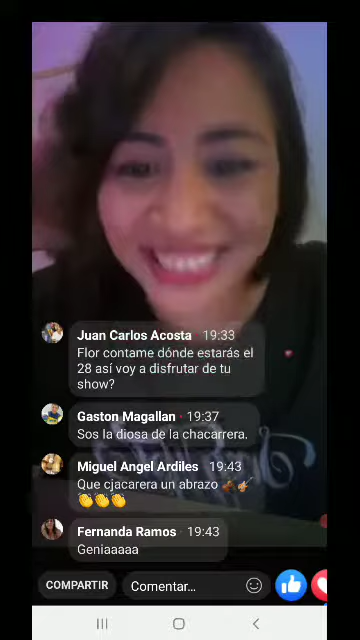 Juan Carlos Acosta 19:33
Flor contame dónde estarás el
28 así voy a disfrutar de tu
show?
Gaston Magallan 19:37
Sos la diosa de la chacarrera.
Miguel Angel Ardiles 19:43
Que cjacarera un abrazo 🪘🎻
👏👏👏
Fernanda Ramos 19:43
Geniaaaaa
COMPARTIR Comentar...